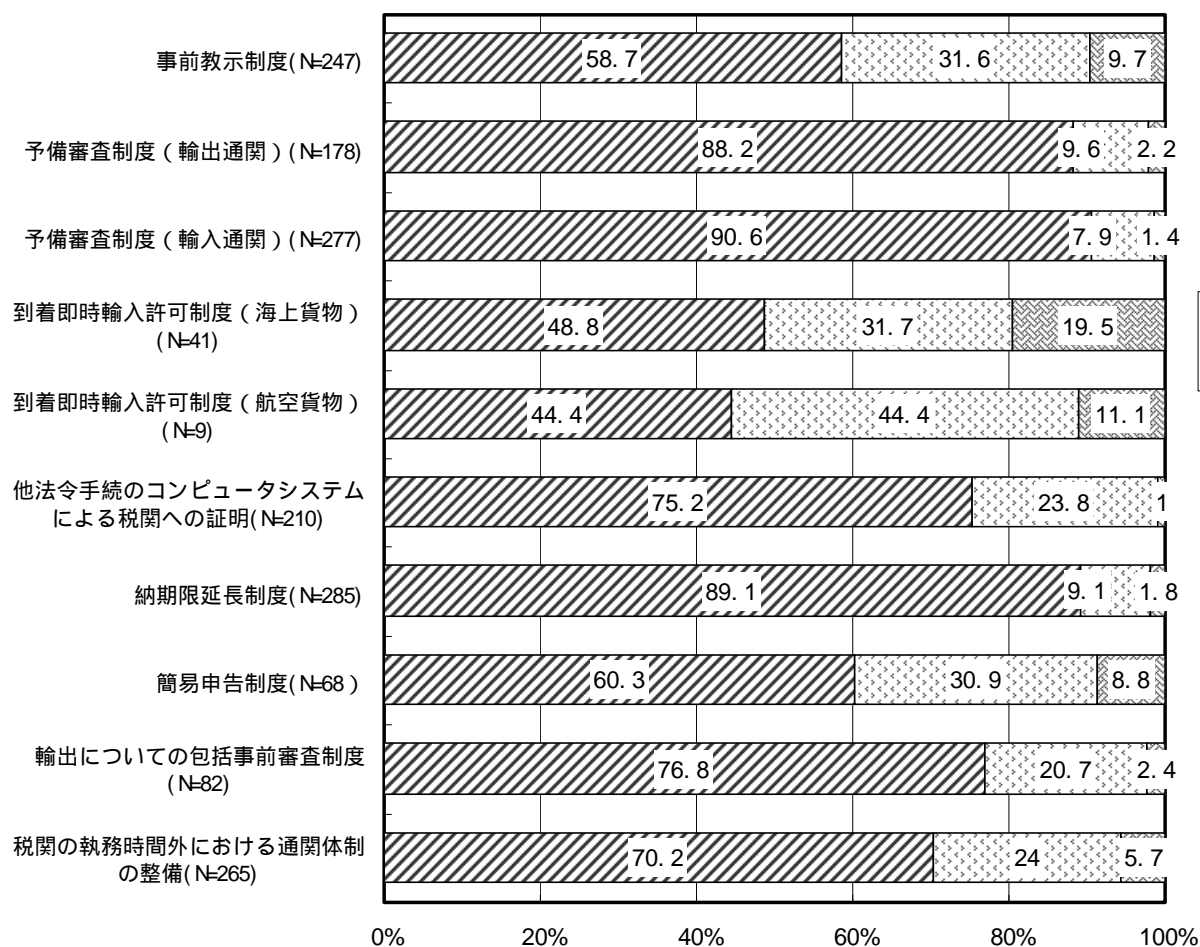 事前教示制度(N=247)
58.7 31.6 9.7
予備審査制度（輸出通関）(N=178)
88.2 9.6 2.2
予備審査制度（輸入通関）(N=277)
90.6 7.9 1.4
到着即時輸入許可制度（海上貨物）
(N=41)
48.8 31.7 19.5
到着即時輸入許可制度（航空貨物）
(N=9)
44.4 44.4 11.1
他法令手続のコンピュータシステム
による税関への証明(N=210)
75.2 23.8 1
納期限延長制度(N=285)
89.1 9.1 1.8
簡易申告制度(N=68）
60.3 30.9 8.8
輸出についての包括事前審査制度
(N=82)
76.8 20.7 2.4
税関の執務時間外における通関体制
の整備(N=265)
70.2 24 5.7
0% 20% 40% 60% 80% 100%